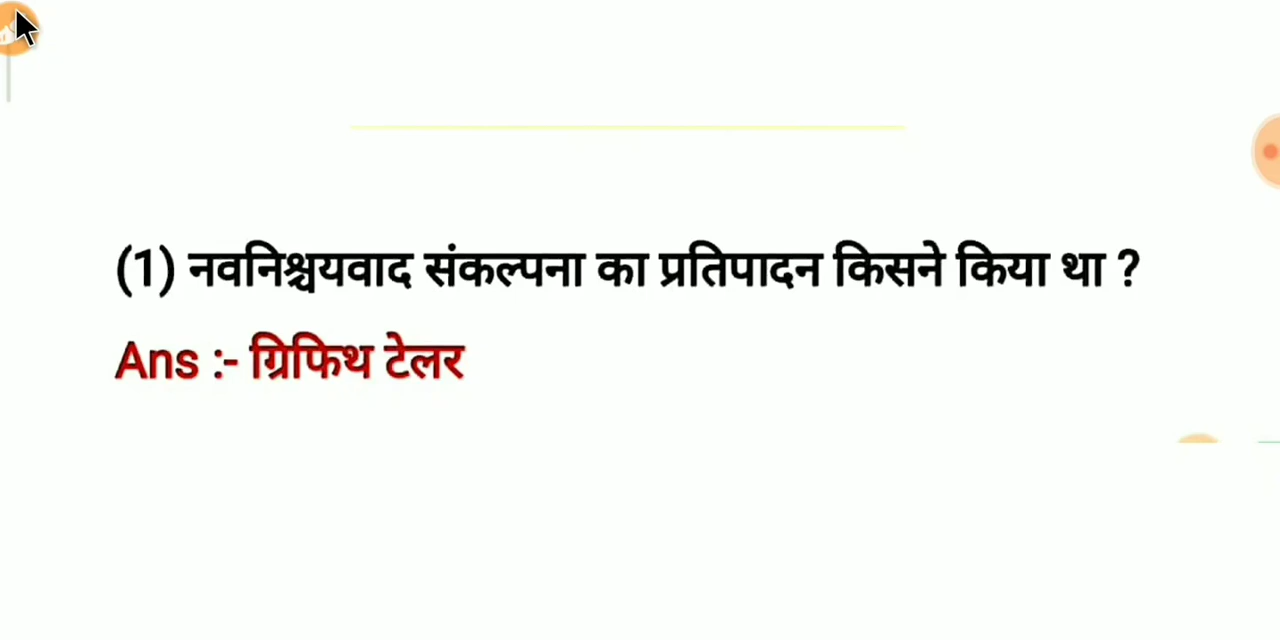 (1) नवनिश्चयवाद संकल्पना का प्रतिपादन किसने किया था ?
Ans :- ग्रिफिथ टेलर